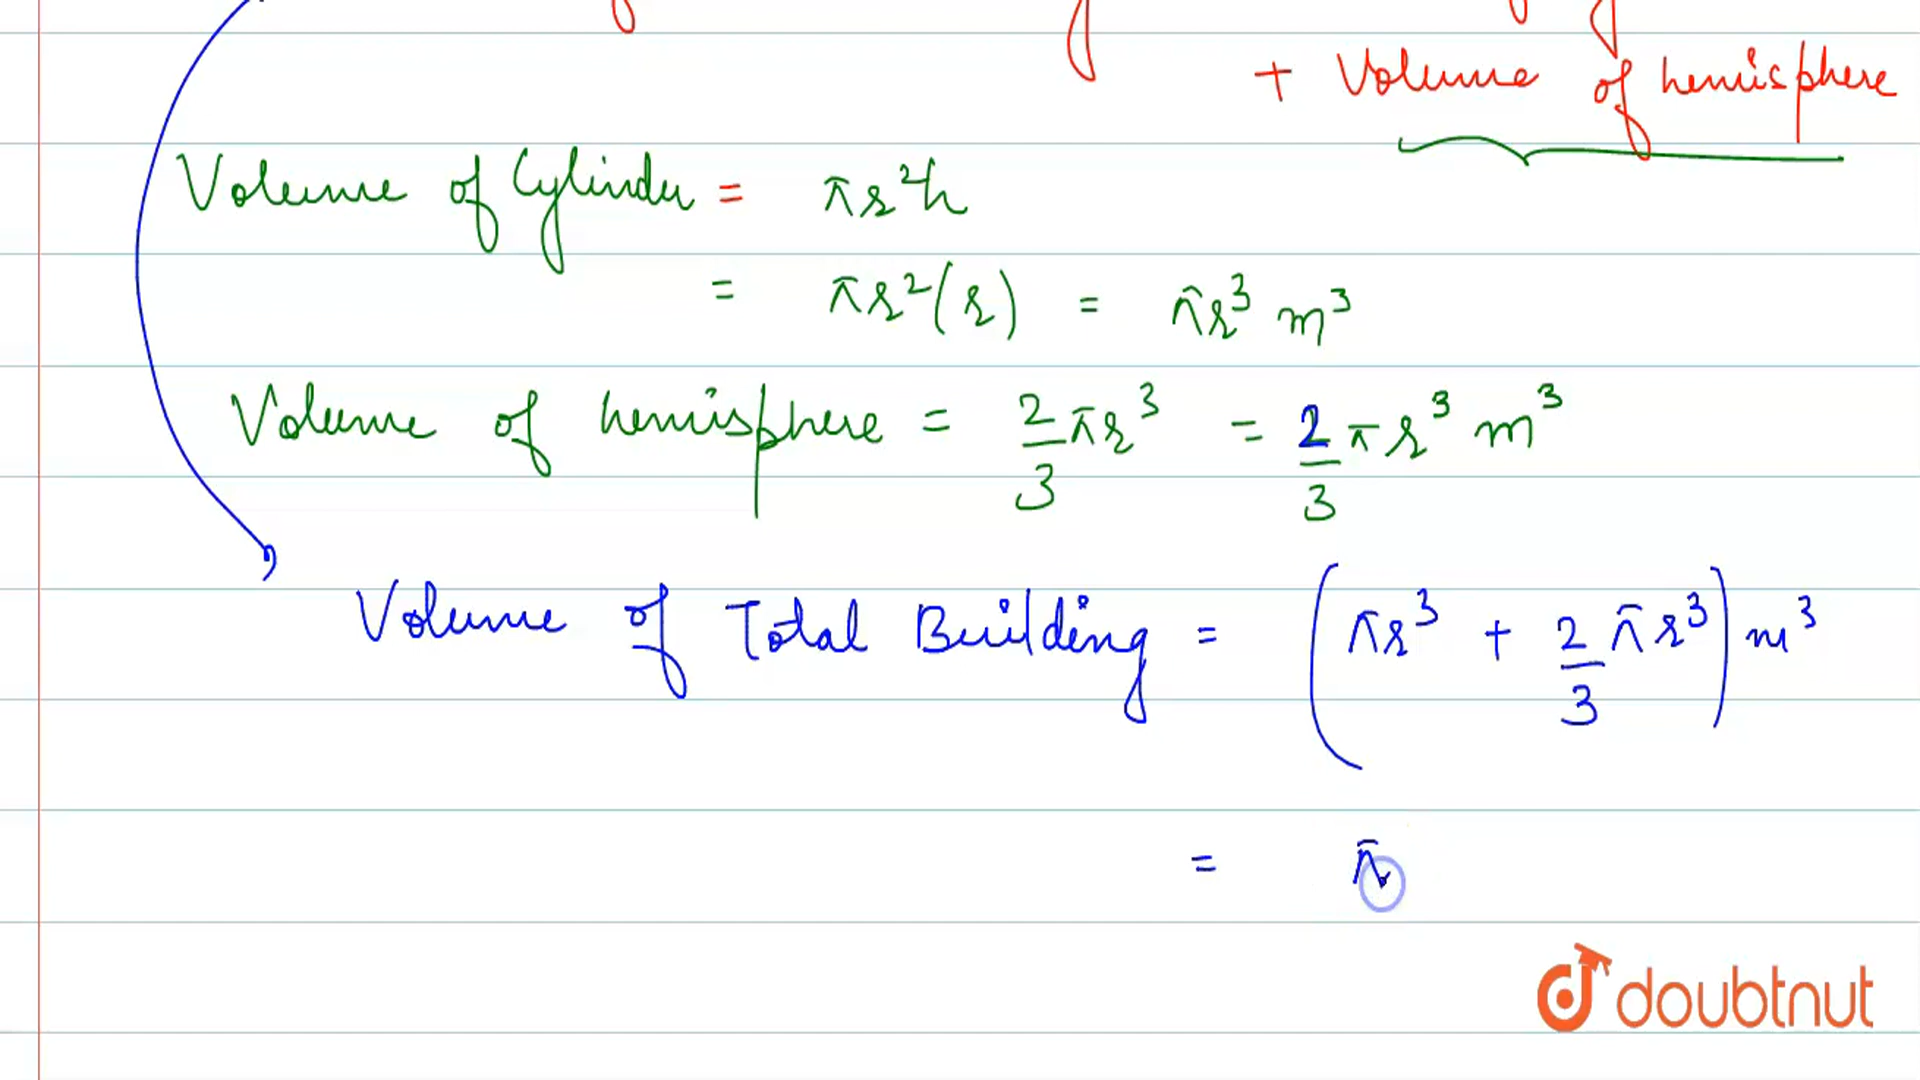 + Volume of hemisphere
Volume of Cylinder = πr²h
= πr²(r) = πr³ m³
Volume of hemisphere = 2/3 πr³ = 2/3 πr³ m³
Volume of Total Building = (πr³ + 2/3 πr³) m³
= π
doubtnut